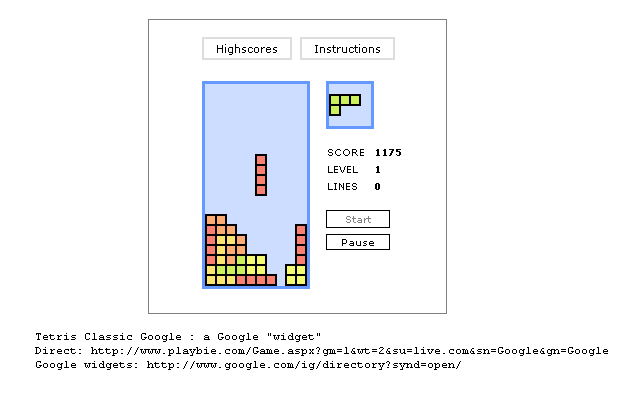 Highscores Instructions
SCORE 1175
LEVEL 1
LINES 0
Start
Pause
Tetris Classic Google : a Google "widget"
Direct: http://www.playbie.com/Game.aspx?gm=1&wt=2&su=live.com&sn=Google&gn=Google
Google widgets: http://www.google.com/ig/directory?synd=open/